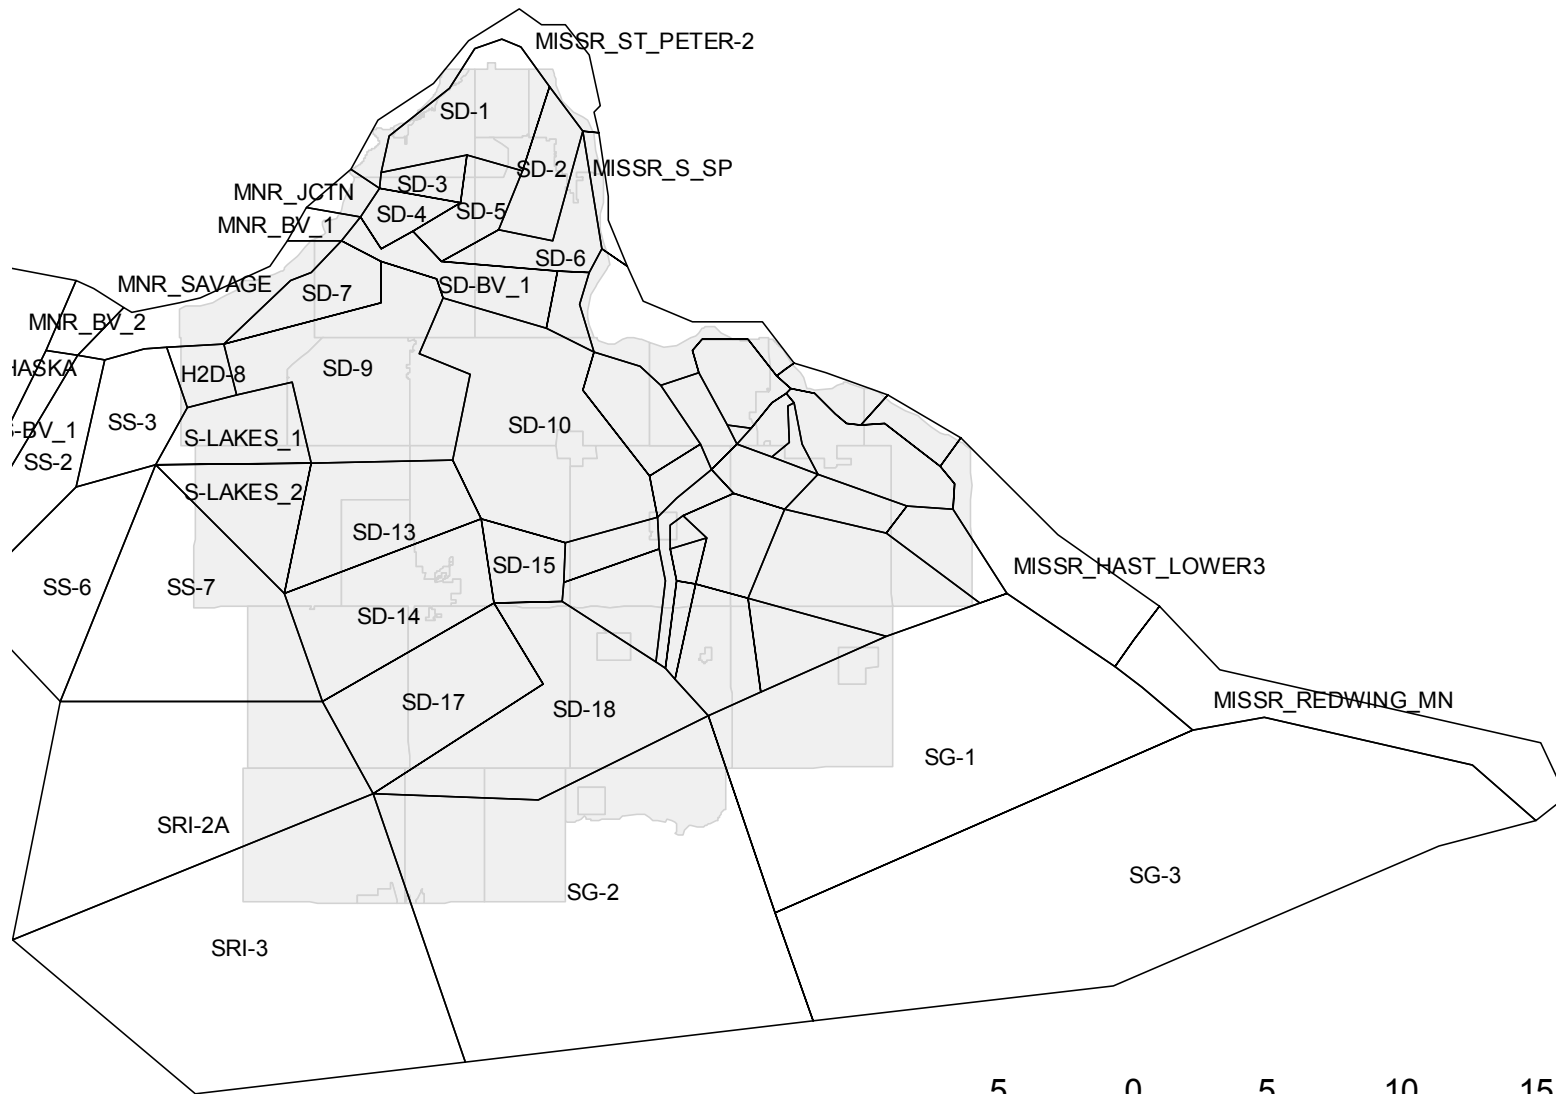 MISSR_ST_PETER-2
SD-1
SD-2
MISSR_S_SP
SD-3
MNR_JCTN
SD-4
SD-5
MNR_BV_1
SD-6
MNR_SAVAGE
SD-BV_1
SD-7
MNR_BV_2
HASKA
H2D-8
SD-9
SS-3
SD-10
-BV_1
S-LAKES_1
SS-2
S-LAKES_2
SD-13
SD-15
MISSR_HAST_LOWER3
SS-6
SS-7
SD-14
SD-17
SD-18
MISSR_REDWING_MN
SG-1
SRI-2A
SG-3
SG-2
SRI-3
5 0 5 10 15